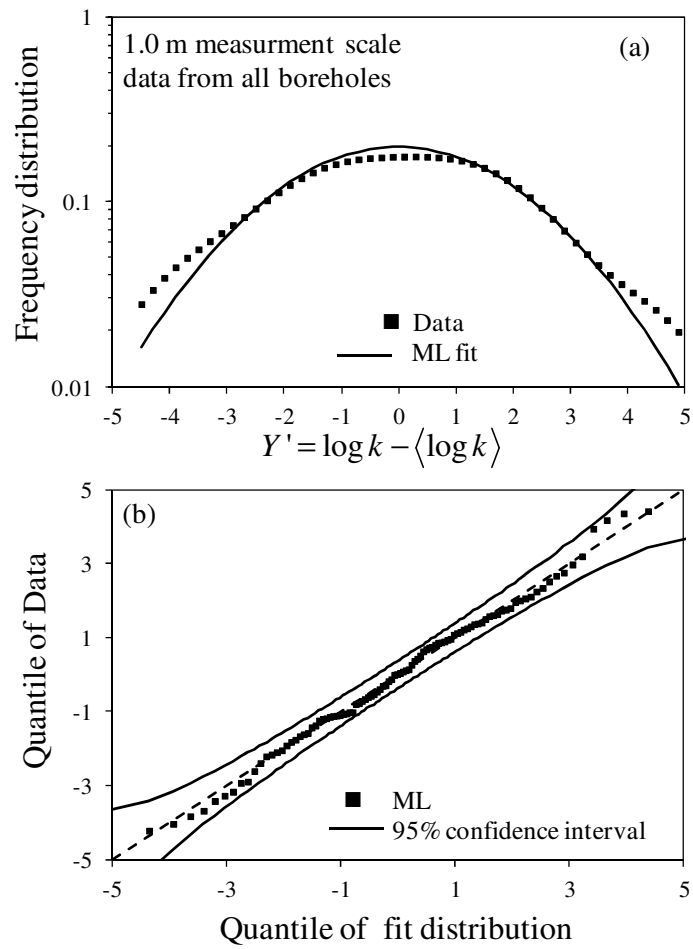 1.0 m measurment scale
data from all boreholes
(a)
Frequency distribution
1
0.1
0.01
Data
ML fit
-5 -4 -3 -2 -1 0 1 2 3 4 5
Y ' = log k − ⟨log k⟩
(b)
Quantile of Data
5
3
1
-1
-3
-5
ML
95% confidence interval
-5 -3 -1 1 3 5
Quantile of fit distribution